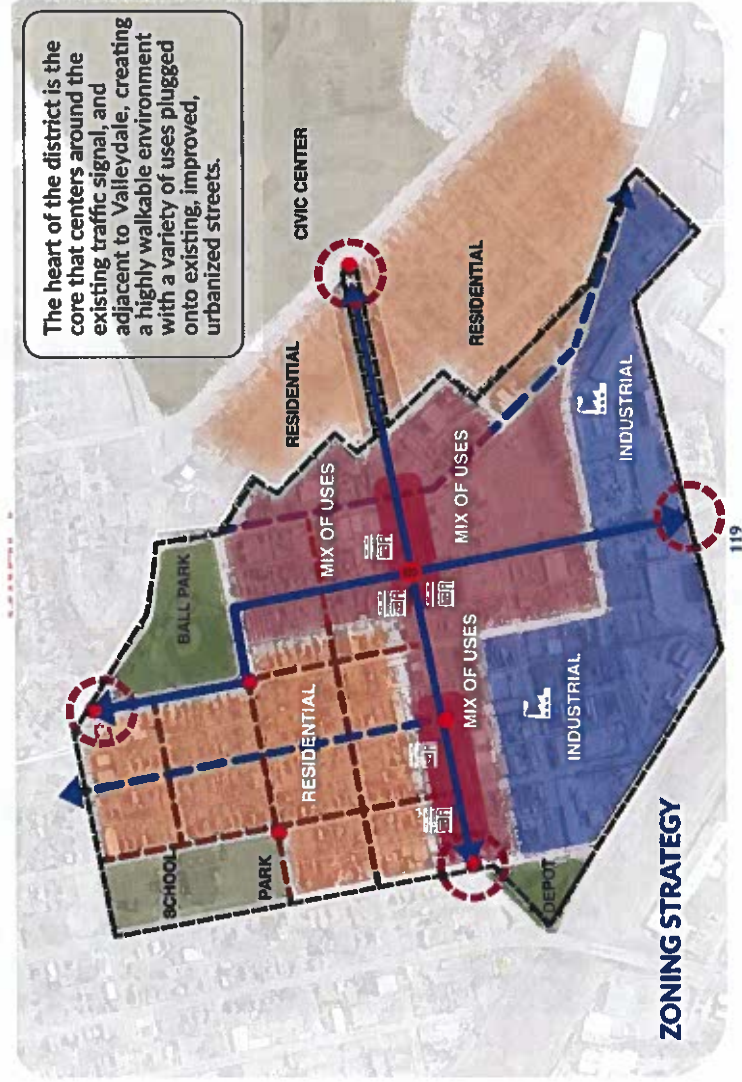 The heart of the district is the
core that centers around the
existing traffic signal, and
adjacent to Valleydale, creating
a highly walkable environment
with a variety of uses plugged
onto existing, improved,
urbanized streets.
SCHOOL
BALL PARK
PARK
RESIDENTIAL
CIVIC CENTER
RESIDENTIAL
MIX OF USES
MIX OF USES
MIX OF USES
RESIDENTIAL
DEPOT
INDUSTRIAL
INDUSTRIAL
ZONING STRATEGY
119